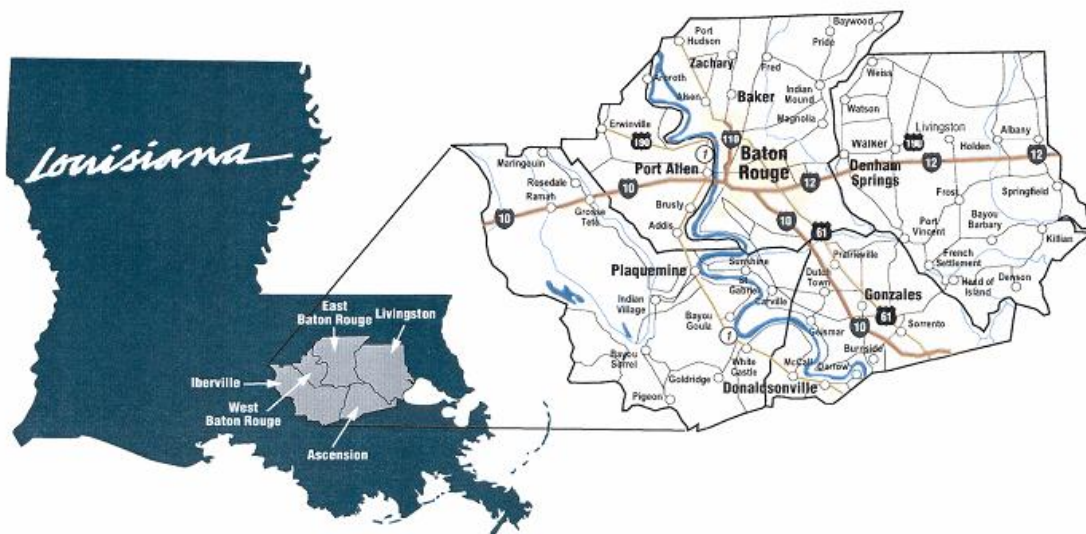 Louisiana
East
Baton Rouge
Livingston
Iberville
West
Baton Rouge
Ascension
Port
Hudson
Baywood
Pride
Zachary
Fred
Weiss
Anroth
Alsen
Baker
Indian
Mound
Magnolia
Watson
Erwinville
190
110
Walker
190
Livingston
Holden
Albany
Maringouin
Port Allen
1
Baton
Rouge
Denham
Springs
12
12
12
Rosedale
Ramah
10
Grosse
Tete
10
Brusly
Addis
10
61
Port
Vincent
Frost
Bayou
Barbary
Springfield
Killian
French
Settlement
Head of
Island
Denson
Plaquemine
Sunshine
St
Gabriel
Carville
Prairieville
Dutch
Town
Gonzales
61
Sorrento
Indian
Village
Bayou
Goula
1
Geismar
10
Burnside
Bayou
Sorrel
White
Castle
McCall
Darrow
Goldridge
Donaldsonville
Pigeon